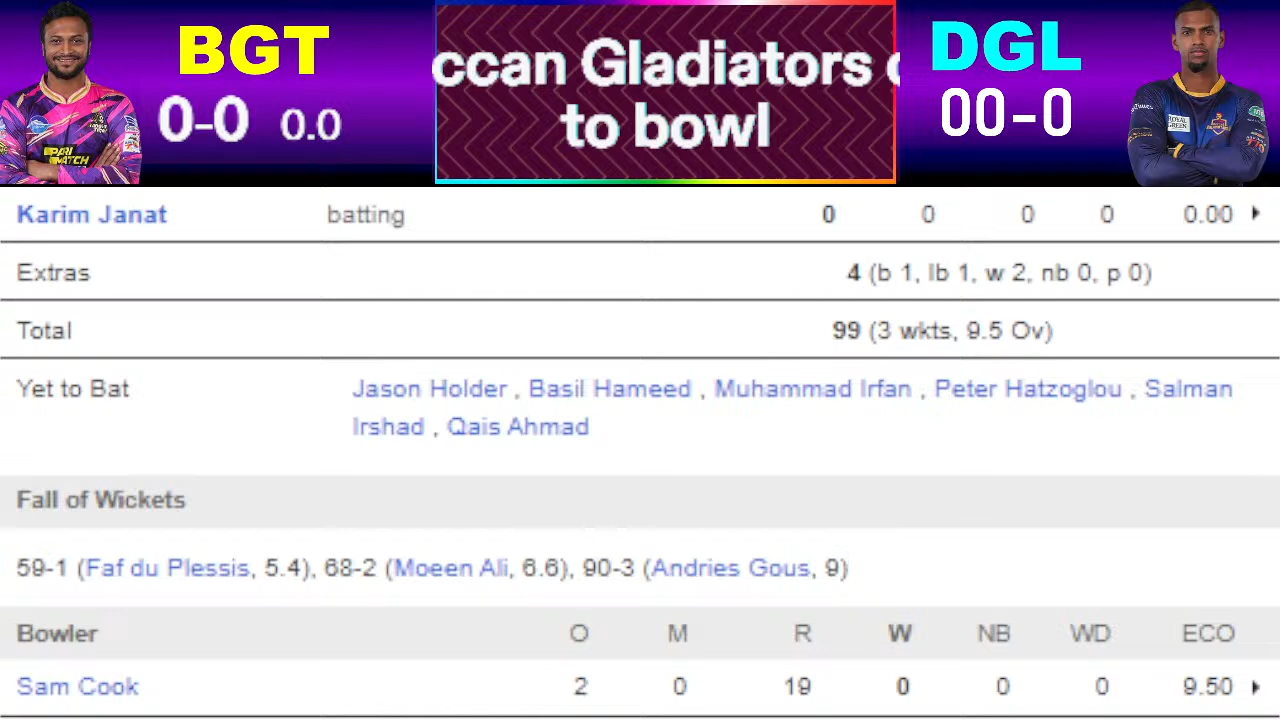 BGT
0-0 0.0
ccan Gladiators
to bowl
DGL
00-0
ROYAL GREEN
PARI MATCH
Karim Janat batting 0 0 0 0 0.00
Extras 4 (b 1, lb 1, w 2, nb 0, p 0)
Total 99 (3 wkts, 9.5 Ov)
Yet to Bat Jason Holder , Basil Hameed , Muhammad Irfan , Peter Hatzoglou , Salman
Irshad , Qais Ahmad
Fall of Wickets
59-1 (Faf du Plessis, 5.4), 68-2 (Moeen Ali, 6.6), 90-3 (Andries Gous, 9)
Bowler O M R W NB WD ECO
Sam Cook 2 0 19 0 0 0 9.50